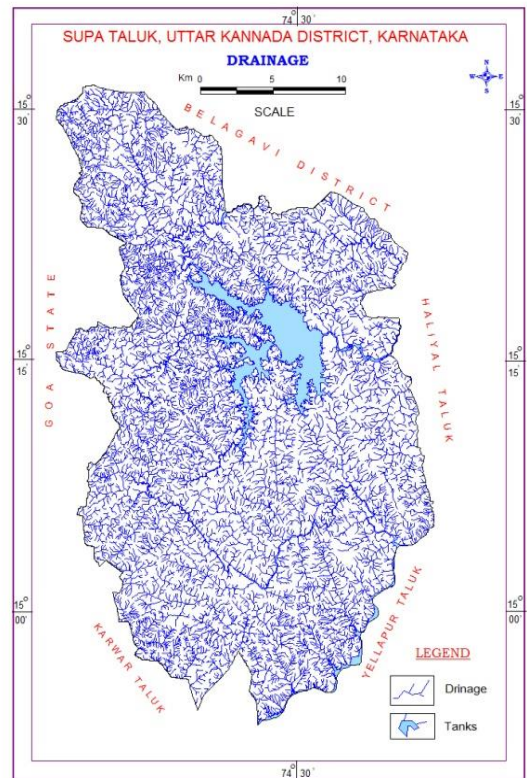 74° 30'
SUPA TALUK, UTTAR KANNADA DISTRICT, KARNATAKA
DRAINAGE
Km 0 5 10
SCALE
N
W E
S
15° 30'
15° 30'
BELAGAVI DISTRICT
GOA STATE
HALIYAL TALUK
15°
15°
15° 00'
15° 00'
KARWAR TALUK
YELLAPUR TALUK
LEGEND
Drinage
Tanks
74° 30'